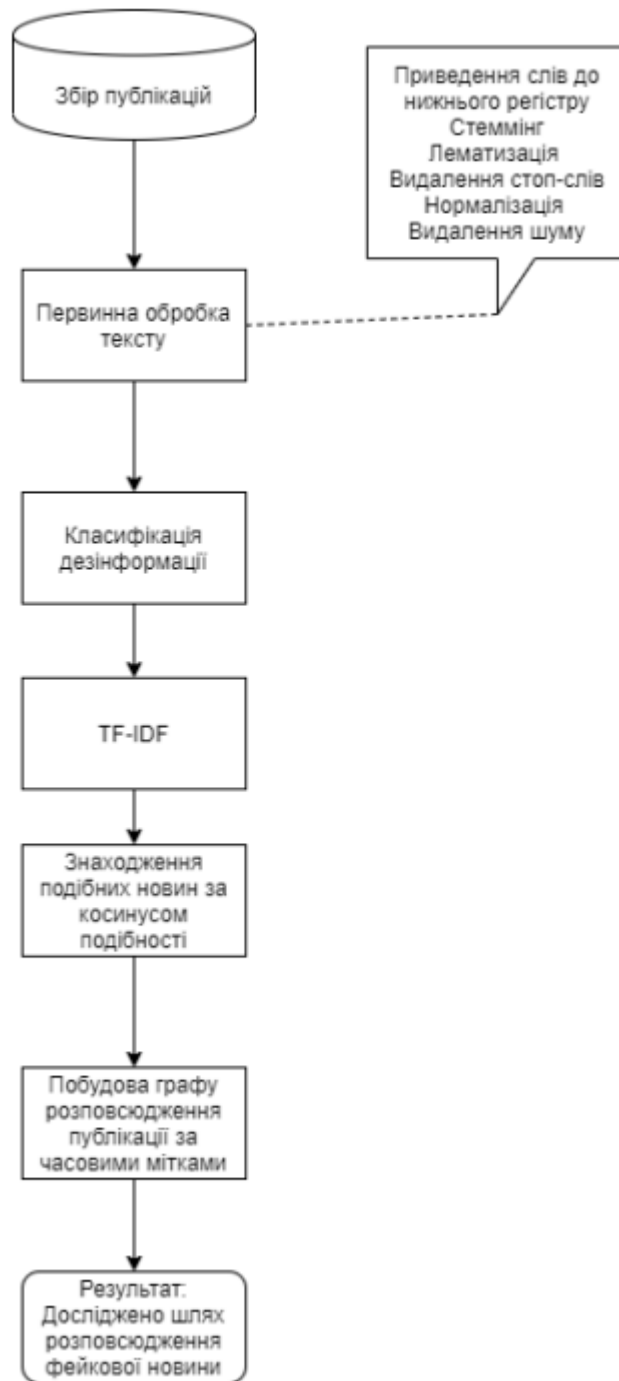 Збір публікацій
Приведення слів до
нижнього регістру
Стеммінг
Лематизація
Видалення стоп-слів
Нормалізація
Видалення шуму
Первинна обробка
тексту
Класифікація
дезінформації
TF-IDF
Знаходження
подібних новин за
косинусом
подібності
Побудова графу
розповсюдження
публікації за
часовими мітками
Результат:
Досліджено шлях
розповсюдження
фейкової новини